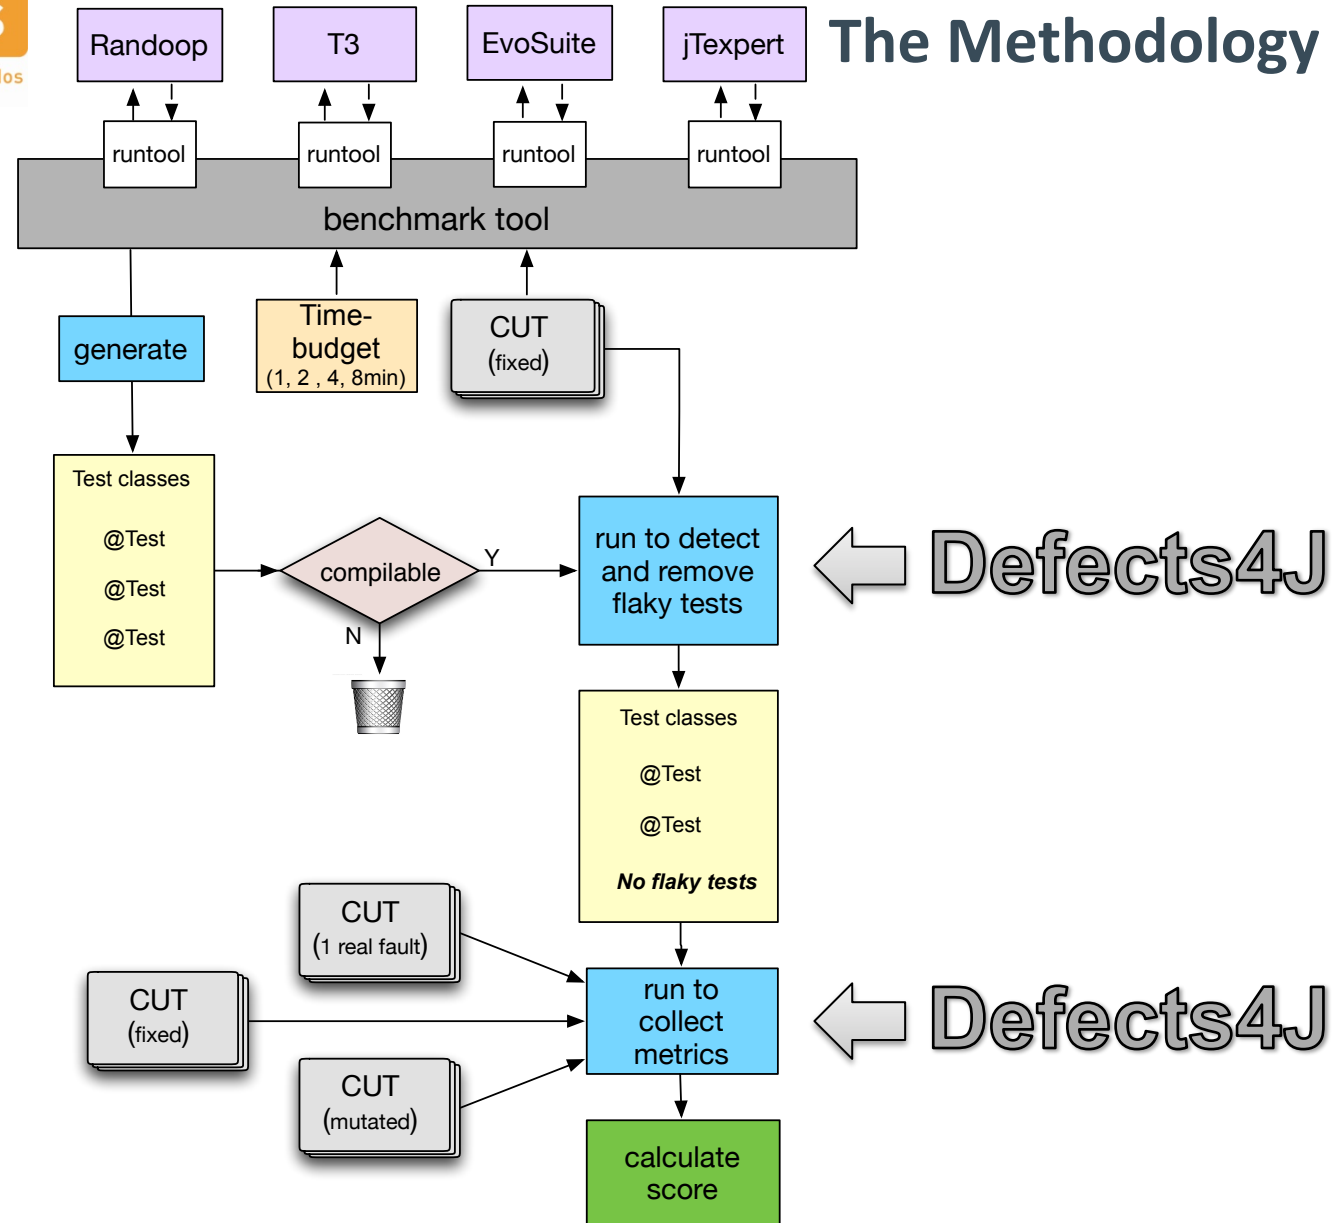 The Methodology
Randoop
T3
EvoSuite
jTexpert
runtool
runtool
runtool
runtool
benchmark tool
generate
Time-
budget
(1, 2 , 4, 8min)
CUT
(fixed)
Test classes
@Test
@Test
@Test
compilable
Y
N
run to detect
and remove
flaky tests
Defects4J
Test classes
@Test
@Test
No flaky tests
CUT
(1 real fault)
CUT
(fixed)
CUT
(mutated)
run to
collect
metrics
Defects4J
calculate
score